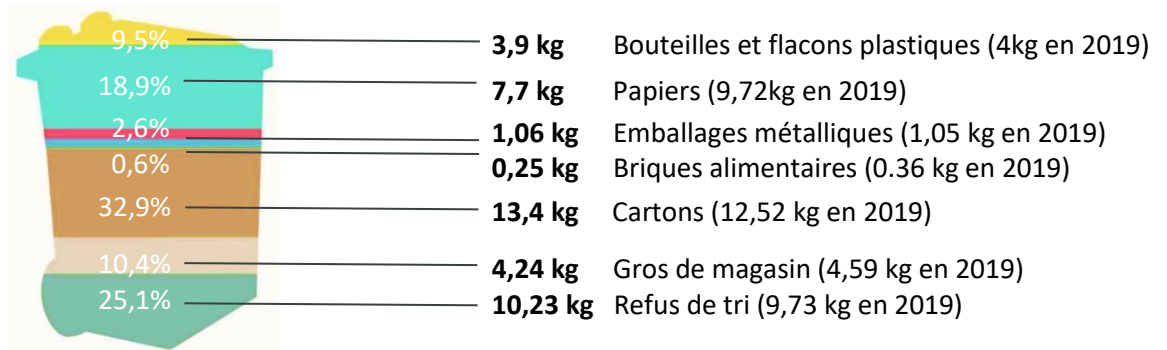 9,5% 3,9 kg Bouteilles et flacons plastiques (4kg en 2019)
18,9% 7,7 kg Papiers (9,72kg en 2019)
2,6% 1,06 kg Emballages métalliques (1,05 kg en 2019)
0,6% 0,25 kg Briques alimentaires (0.36 kg en 2019)
32,9% 13,4 kg Cartons (12,52 kg en 2019)
10,4% 4,24 kg Gros de magasin (4,59 kg en 2019)
25,1% 10,23 kg Refus de tri (9,73 kg en 2019)